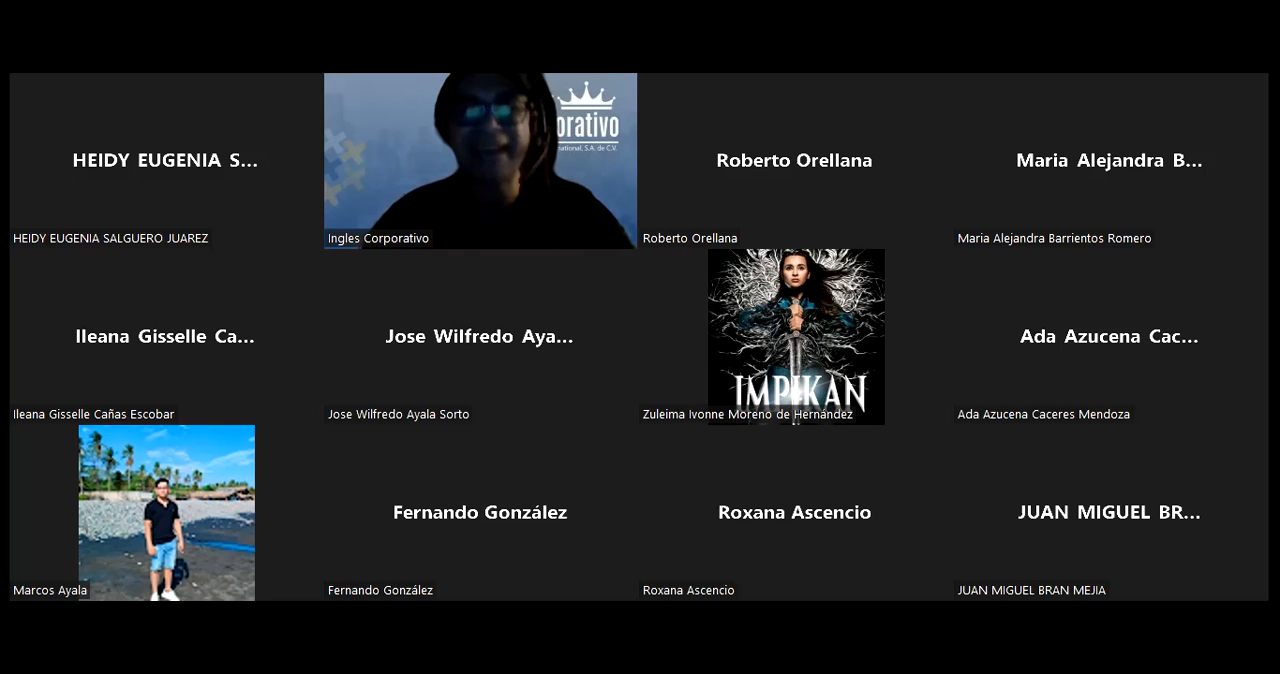 HEIDY EUGENIA S...
HEIDY EUGENIA SALGUERO JUAREZ
orativo
national, S.A. de C.V.
Ingles Corporativo
Roberto Orellana
Roberto Orellana
Maria Alejandra B...
Maria Alejandra Barrientos Romero
Ileana Gisselle Ca...
Ileana Gisselle Cañas Escobar
Jose Wilfredo Aya...
Jose Wilfredo Ayala Sorto
IMPIKAN
Zuleima Ivonne Moreno de Hernández
Ada Azucena Cac...
Ada Azucena Caceres Mendoza
Marcos Ayala
Fernando González
Fernando González
Roxana Ascencio
Roxana Ascencio
JUAN MIGUEL BR...
JUAN MIGUEL BRAN MEJIA